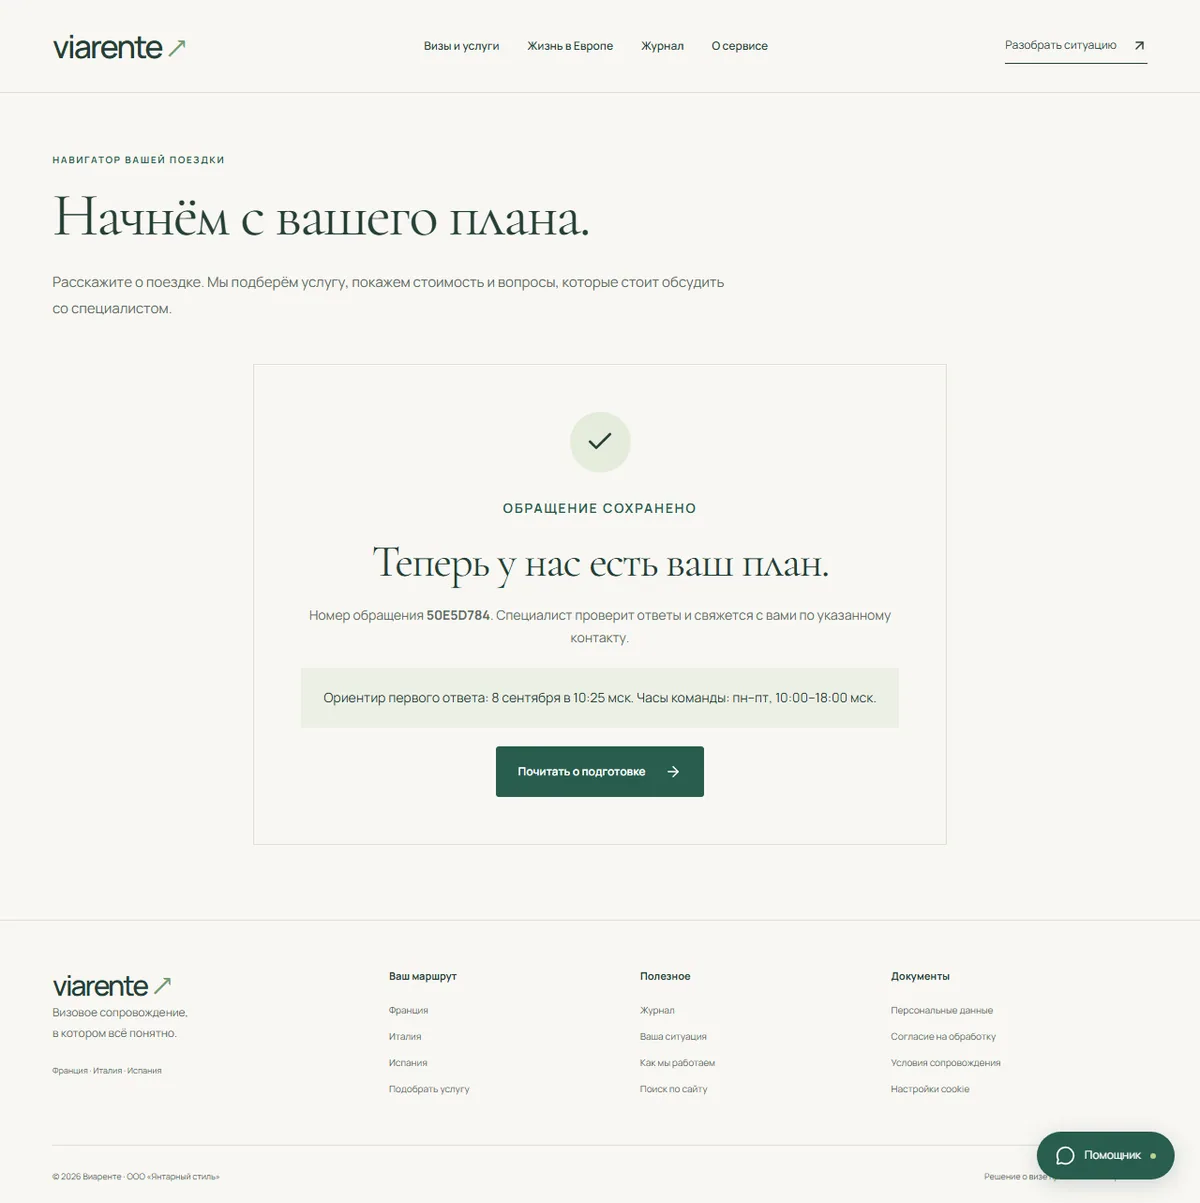 viarente
Визы и услуги
Жизнь в Европе
Журнал
О сервисе
Разобрать ситуацию
НАВИГАТОР ВАШЕЙ ПОЕЗДКИ
Начнём с вашего плана.
Расскажите о поездке. Мы подберём услугу, покажем стоимость и вопросы, которые стоит обсудить
со специалистом.
ОБРАЩЕНИЕ СОХРАНЕНО
Теперь у нас есть ваш план.
Номер обращения 50E5D784. Специалист проверит ответы и свяжется с вами по указанному
контакту.
Ориентир первого ответа: 8 сентября в 10:25 мск. Часы команды: пн–пт, 10:00–18:00 мск.
Почитать о подготовке
viarente
Визовое сопровождение,
в котором всё понятно.
Франция · Италия · Испания
Ваш маршрут
Франция
Италия
Испания
Подобрать услугу
Полезное
Журнал
Ваша ситуация
Как мы работаем
Поиск по сайту
Документы
Персональные данные
Согласие на обработку
Условия сопровождения
Настройки cookie
© 2026 Виаренте · ООО «Янтарный стиль»
Решение о визе
Помощник